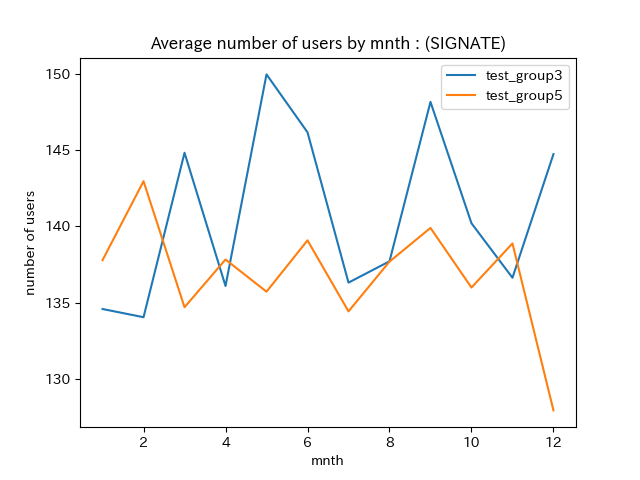 Average number of users by mnth : (SIGNATE)
test_group3
test_group5
150
145
140
135
130
number of users
2
4
6
8
10
12
mnth